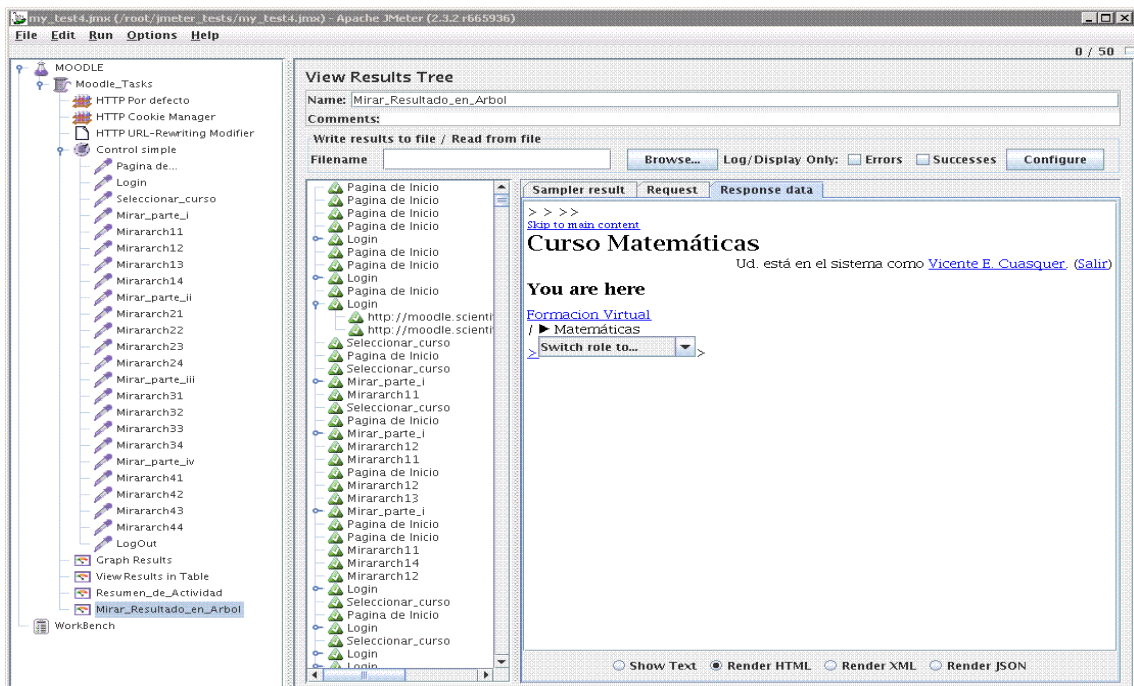 my_test4.jmx (/root/jmeter_tests/my_test4.jmx) - Apache JMeter (2.3.2 r665936)
File Edit Run Options Help
0 / 50
MOODLE
Moodle_Tasks
HTTP Por defecto
HTTP Cookie Manager
HTTP URL-Rewriting Modifier
Control simple
Pagina de...
Login
Seleccionar_curso
Mirar_parte_i
Mirararch11
Mirararch12
Mirararch13
Mirararch14
Mirar_parte_ii
Mirararch21
Mirararch22
Mirararch23
Mirararch24
Mirar_parte_iii
Mirararch31
Mirararch32
Mirararch33
Mirararch34
Mirar_parte_iv
Mirararch41
Mirararch42
Mirararch43
Mirararch44
LogOut
Graph Results
View Results in Table
Resumen_de_Actividad
Mirar_Resultado_en_Arbol
WorkBench
View Results Tree
Name: Mirar_Resultado_en_Arbol
Comments:
Write results to file / Read from file
Filename Browse... Log/Display Only: Errors Successes Configure
Pagina de Inicio
Pagina de Inicio
Pagina de Inicio
Pagina de Inicio
Login
Pagina de Inicio
Pagina de Inicio
Login
Pagina de Inicio
Login
http://moodle.scienti
http://moodle.scienti
Seleccionar_curso
Pagina de Inicio
Seleccionar_curso
Mirar_parte_i
Mirararch11
Seleccionar_curso
Pagina de Inicio
Mirar_parte_i
Mirararch12
Mirararch11
Pagina de Inicio
Mirararch12
Mirararch13
Mirar_parte_i
Pagina de Inicio
Pagina de Inicio
Mirararch11
Mirararch14
Mirararch12
Login
Seleccionar_curso
Pagina de Inicio
Login
Seleccionar_curso
Login
Login
Sampler result Request Response data
> > >>
Skip to main content
Curso Matemáticas
Ud. está en el sistema como Vicente E. Cuasquer. (Salir)
You are here
Formacion Virtual
/ ► Matemáticas
> Switch role to... >
Show Text Render HTML Render XML Render JSON